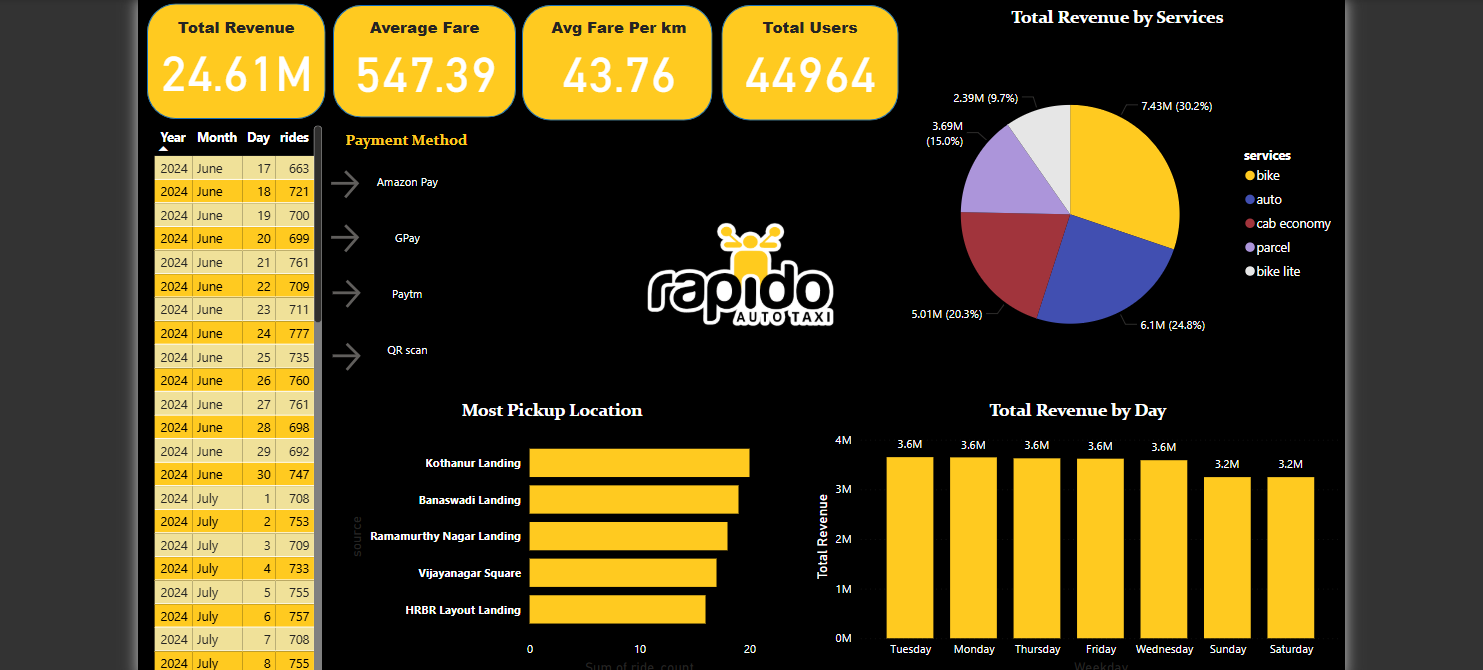 Total Revenue
24.61M
Average Fare
547.39
Avg Fare Per km
43.76
Total Users
44964
Year Month Day rides
2024 June 17 663
2024 June 18 721
2024 June 19 700
2024 June 20 699
2024 June 21 761
2024 June 22 709
2024 June 23 711
2024 June 24 777
2024 June 25 735
2024 June 26 760
2024 June 27 761
2024 June 28 698
2024 June 29 692
2024 June 30 747
2024 July 1 708
2024 July 2 753
2024 July 3 709
2024 July 4 733
2024 July 5 755
2024 July 6 757
2024 July 7 708
2024 July 8 755
Payment Method
Amazon Pay
GPay
Paytm
QR scan
rapido
AUTO TAXI
Total Revenue by Services
2.39M (9.7%)
7.43M (30.2%)
3.69M
(15.0%)
5.01M (20.3%)
6.1M (24.8%)
services
bike
auto
cab economy
parcel
bike lite
Most Pickup Location
source
Kothanur Landing
Banaswadi Landing
Ramamurthy Nagar Landing
Vijayanagar Square
HRBR Layout Landing
0 10 20
Sum of ride_count
Total Revenue by Day
Total Revenue
4M
3M
2M
1M
0M
3.6M 3.6M 3.6M 3.6M 3.6M 3.2M 3.2M
Tuesday Monday Thursday Friday Wednesday Sunday Saturday
Weekday